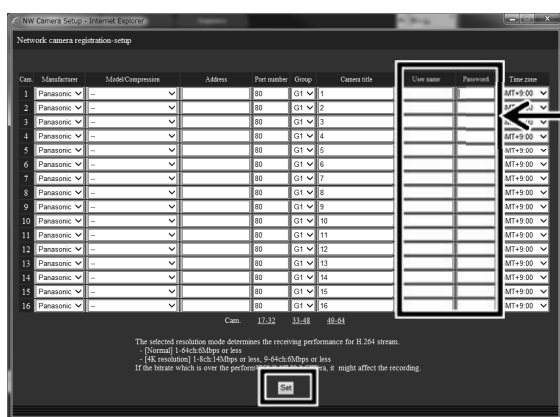 NW Camera Setup - Internet Explorer
Network camera registration-setup
Cam. Manufacturer Model/Compression Address Port number Group Camera title User name Password Time zone
1 Panasonic -- 80 G1 1 MT+9:00
2 Panasonic -- 80 G1 2
3 Panasonic -- 80 G1 3
4 Panasonic -- 80 G1 4 MT+9:00
5 Panasonic -- 80 G1 5 MT+9:00
6 Panasonic -- 80 G1 6 MT+9:00
7 Panasonic -- 80 G1 7 MT+9:00
8 Panasonic -- 80 G1 8 MT+9:00
9 Panasonic -- 80 G1 9 MT+9:00
10 Panasonic -- 80 G1 10 MT+9:00
11 Panasonic -- 80 G1 11 MT+9:00
12 Panasonic -- 80 G1 12 MT+9:00
13 Panasonic -- 80 G1 13 MT+9:00
14 Panasonic -- 80 G1 14 MT+9:00
15 Panasonic -- 80 G1 15 MT+9:00
16 Panasonic -- 80 G1 16 MT+9:00
Cam. 17-32 33-48 49-64
The selected resolution mode determines the receiving performance for H.264 stream.
- [Normal] 1-64ch:6Mbps or less
- [4K resolution] 1-8ch:14Mbps or less, 9-64ch:6Mbps or less
If the bitrate which is over the it might affect the recording.
Set